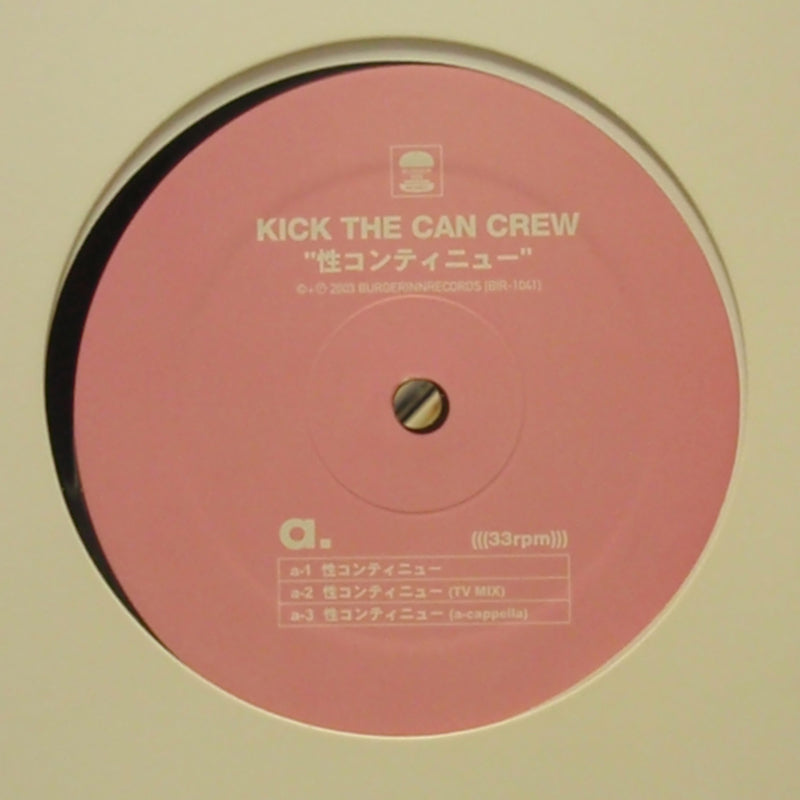 KICK THE CAN CREW
"性コンティニュー"
©+℗ 2003 BURGERINNRECORDS (BIR-1041)
a.
(((33rpm)))
a-1 性コンティニュー
a-2 性コンティニュー (TV MIX)
a-3 性コンティニュー (a-cappella)